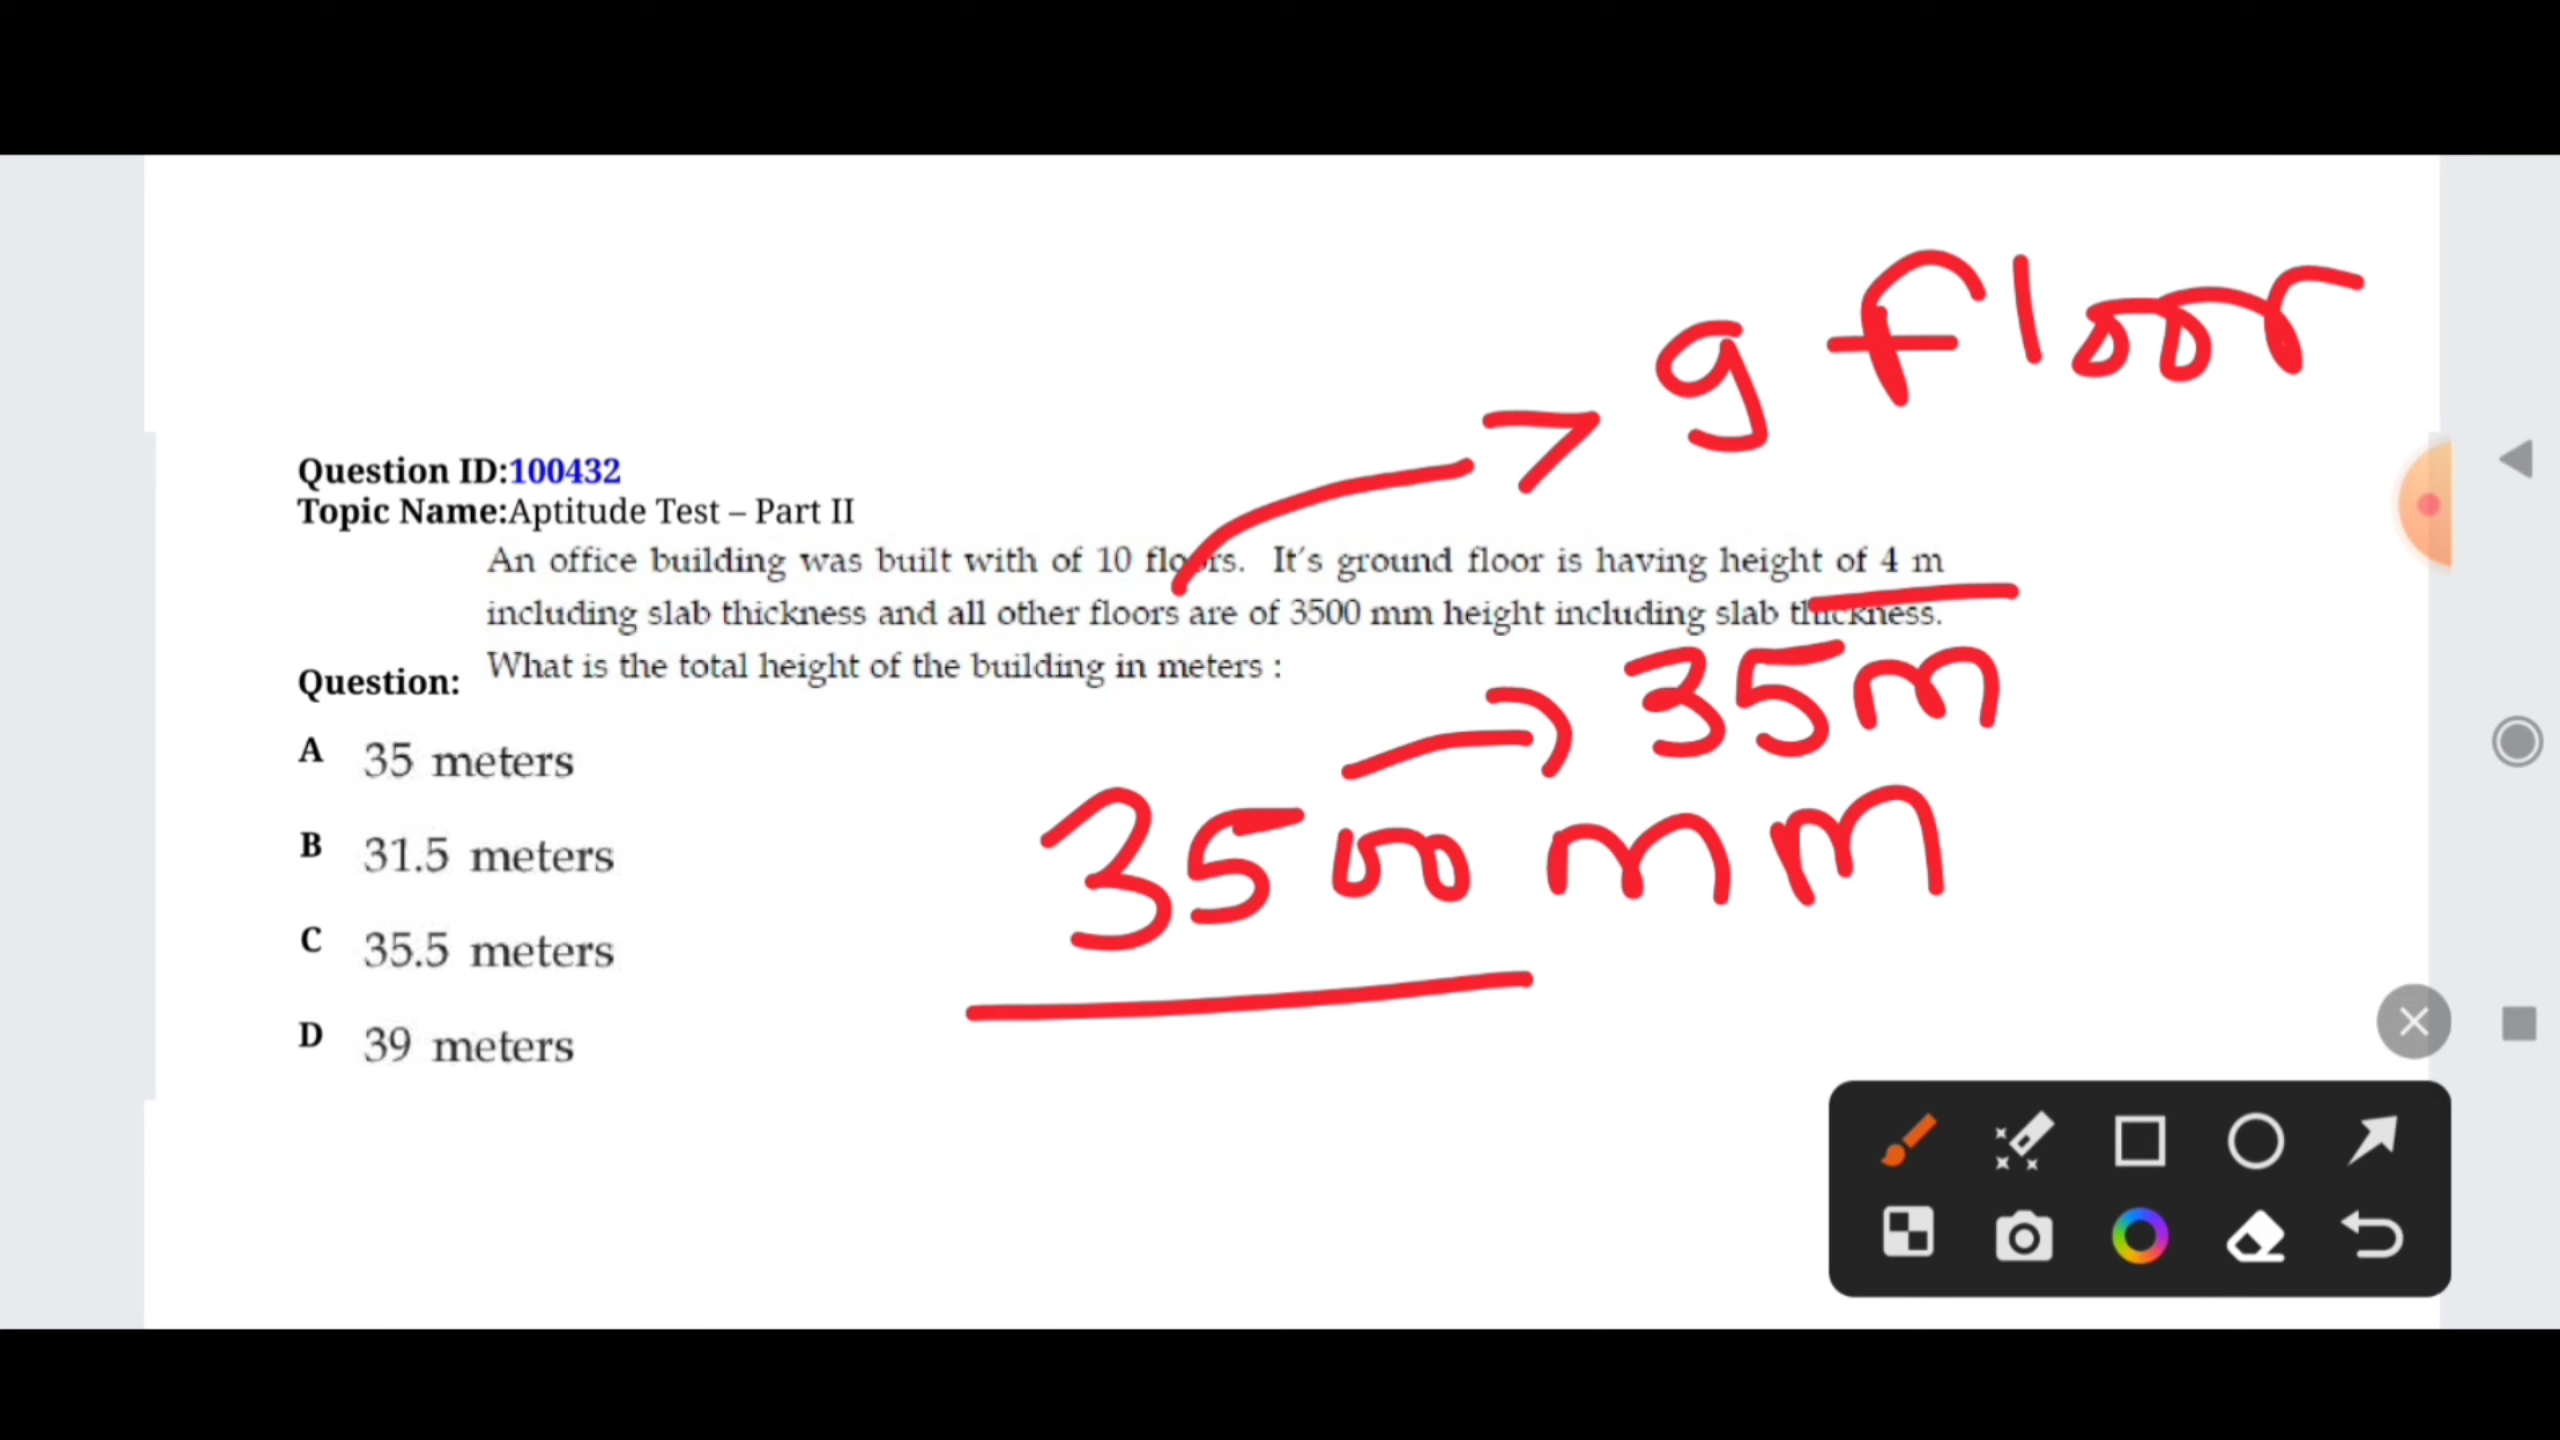 g floor
Question ID:100432
Topic Name:Aptitude Test – Part II
An office building was built with of 10 floors. It's ground floor is having height of 4 m
including slab thickness and all other floors are of 3500 mm height including slab thickness.
Question: What is the total height of the building in meters :
35m
A 35 meters
3500 mm
B 31.5 meters
C 35.5 meters
D 39 meters